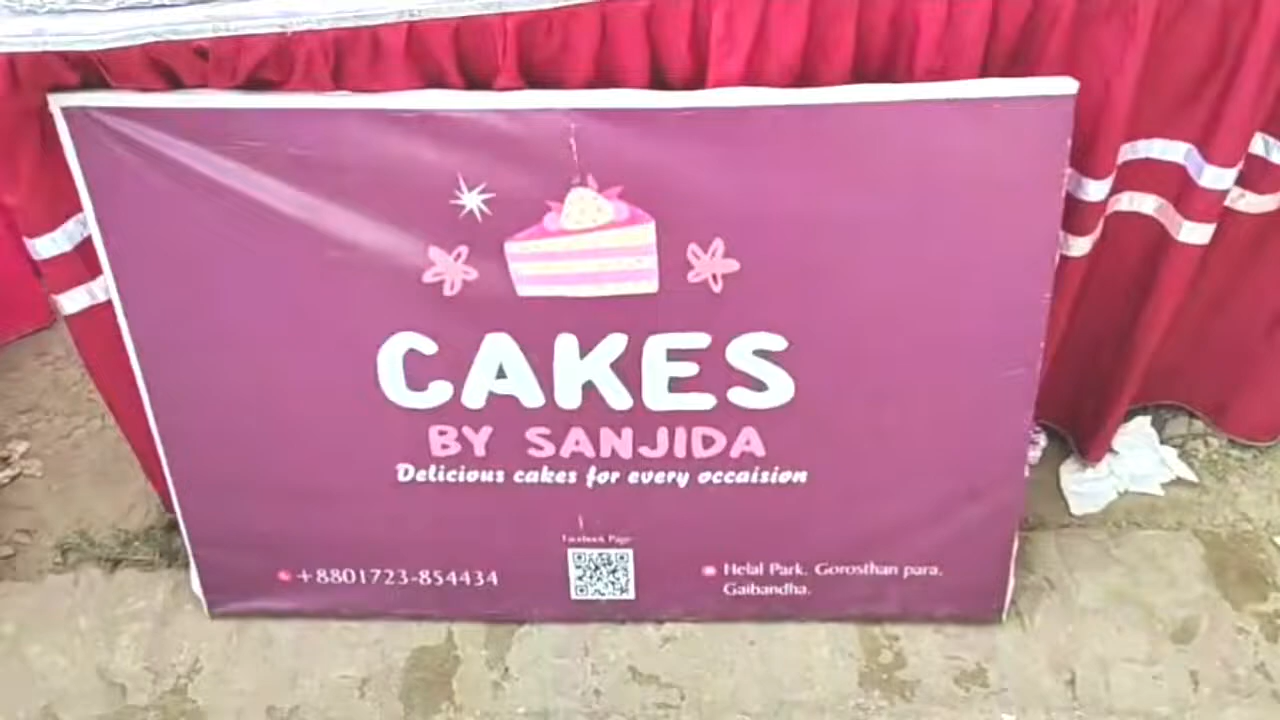 CAKES
BY SANJIDA
Delicious cakes for every occaision
Facebook Page
+8801723-854434
Helal Park, Gorosthan para,
Gaibandha.